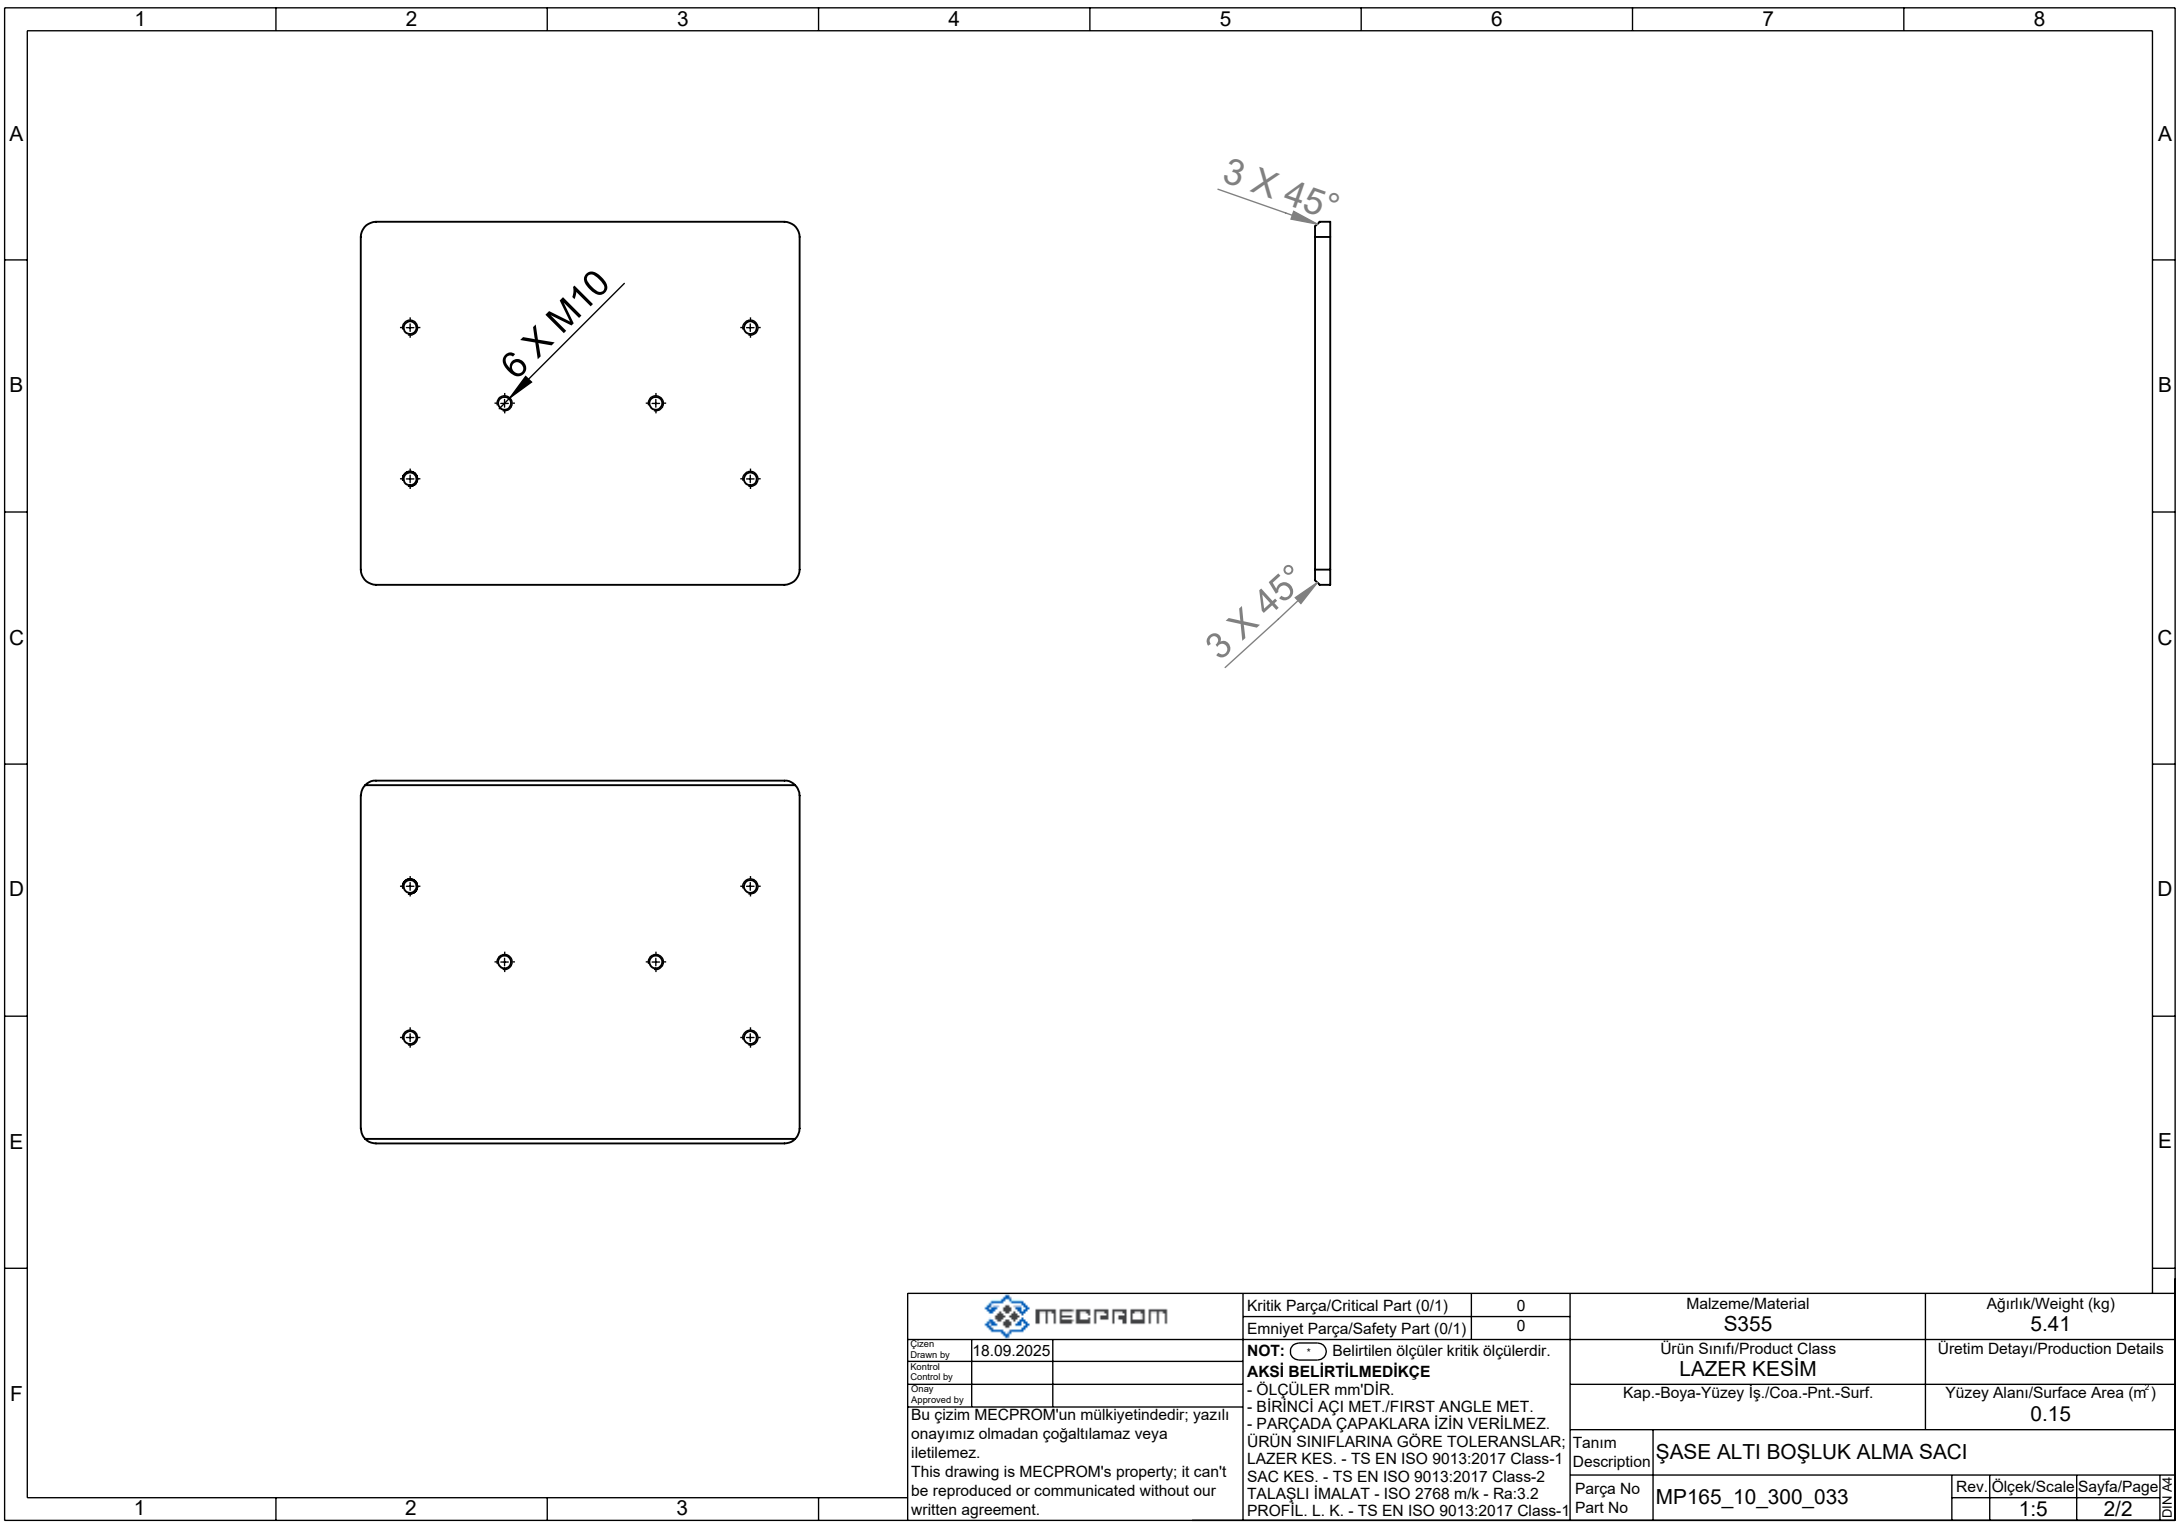 1 2 3 4 5 6 7 8
A A
3 X 45°
6 X M10
B B
3 X 45°
C C
D D
E E
MECPROM
Kritik Parça/Critical Part (0/1) 0
Emniyet Parça/Safety Part (0/1) 0
Çizen
Drawn by 18.09.2025
Kontrol
Control by
Onay
Approved by
Bu çizim MECPROM'un mülkiyetindedir; yazılı
onayımız olmadan çoğaltılamaz veya
iletilemez.
This drawing is MECPROM's property; it can't
be reproduced or communicated without our
written agreement.
NOT: * Belirtilen ölçüler kritik ölçülerdir.
AKSİ BELİRTİLMEDİKÇE
- ÖLÇÜLER mm'DİR.
- BİRİNCİ AÇI MET./FIRST ANGLE MET.
- PARÇADA ÇAPAKLARA İZİN VERİLMEZ.
ÜRÜN SINIFLARINA GÖRE TOLERANSLAR;
LAZER KES. - TS EN ISO 9013:2017 Class-1
SAC KES. - TS EN ISO 9013:2017 Class-2
TALAŞLI İMALAT - ISO 2768 m/k - Ra:3.2
PROFİL. L. K. - TS EN ISO 9013:2017 Class-1
Malzeme/Material
S355
Ağırlık/Weight (kg)
5.41
Ürün Sınıfı/Product Class
LAZER KESİM
Üretim Detayı/Production Details
Kap.-Boya-Yüzey İş./Coa.-Pnt.-Surf.
Yüzey Alanı/Surface Area (m²)
0.15
Tanım
Description
ŞASE ALTI BOŞLUK ALMA SACI
Parça No
Part No
MP165_10_300_033
Rev. Ölçek/Scale Sayfa/Page
1:5 2/2
DIN A4
F F
1 2 3